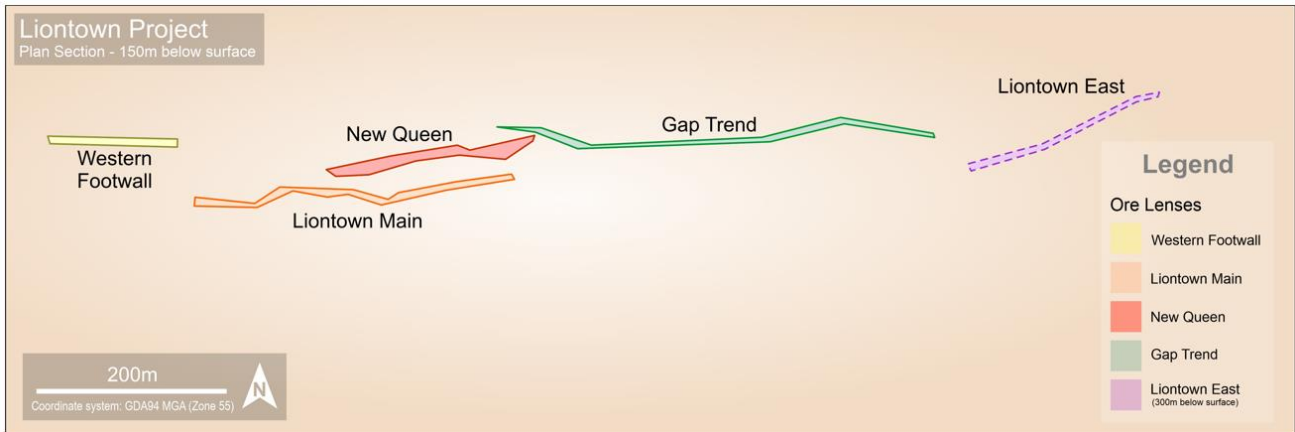 Liontown Project
Plan Section - 150m below surface
Liontown East
New Queen
Gap Trend
Western
Footwall
Liontown Main
Legend
Ore Lenses
Western Footwall
Liontown Main
New Queen
Gap Trend
Liontown East
(300m below surface)
200m
N
Coordinate system: GDA94 MGA (Zone 55)